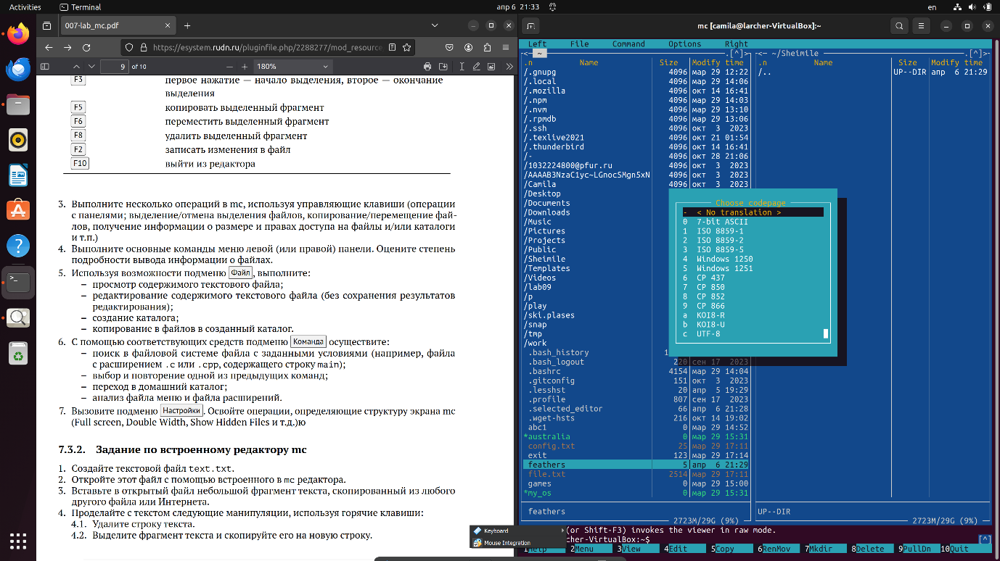 Activities
Terminal
апр 6 21:33
en
007-lab_mc.pdf
https://esystem.rudn.ru/pluginfile.php/2288277/mod_resource
9 of 10
180%
F3 первое нажатие — начало выделения, второе — окончание
выделения
F5 копировать выделенный фрагмент
F6 переместить выделенный фрагмент
F8 удалить выделенный фрагмент
F2 записать изменения в файл
F10 выйти из редактора
3. Выполните несколько операций в mc, используя управляющие клавиши (операции
с панелями; выделение/отмена выделения файлов, копирование/перемещение фай-
лов, получение информации о размере и правах доступа на файлы и/или каталоги
и т.п.)
4. Выполните основные команды меню левой (или правой) панели. Оцените степень
подробности вывода информации о файлах.
5. Используя возможности подменю Файл, выполните:
– просмотр содержимого текстового файла;
– редактирование содержимого текстового файла (без сохранения результатов
редактирования);
– создание каталога;
– копирование в файлов в созданный каталог.
6. С помощью соответствующих средств подменю Команда осуществите:
– поиск в файловой системе файла с заданными условиями (например, файла
с расширением .c или .cpp, содержащего строку main);
– выбор и повторение одной из предыдущих команд;
– переход в домашний каталог;
– анализ файла меню и файла расширений.
7. Вызовите подменю Настройки. Освойте операции, определяющие структуру экрана mc
(Full screen, Double Width, Show Hidden Files и т.д.)ю
7.3.2. Задание по встроенному редактору mc
1. Создайте текстовой файл text.txt.
2. Откройте этот файл с помощью встроенного в mc редактора.
3. Вставьте в открытый файл небольшой фрагмент текста, скопированный из любого
другого файла или Интернета.
4. Проделайте с текстом следующие манипуляции, используя горячие клавиши:
4.1. Удалите строку текста.
4.2. Выделите фрагмент текста и скопируйте его на новую строку.
mc [camila@larcher-VirtualBox]:~
Left File Command Options Right
<— ~ .[^]>
.n Name Size Modify time
/.gnupg 4096 мар 29 12:22
/.local 4096 мар 29 14:06
/.mozilla 4096 окт 14 16:41
/.npm 4096 мар 29 14:03
/.nvm 4096 мар 29 13:10
/.rpmdb 4096 мар 29 13:06
/.ssh 4096 окт 3 2023
/.texlive2021 4096 окт 21 01:54
/.thunderbird 4096 окт 14 16:41
/- 4096 окт 28 21:06
/1032224800@pfur.ru 4096 окт 3 2023
/AAAAB3NzaC1yc~LGnocSMgn5xN 4096 окт 3 2023
/Camila 4096 окт 3 2023
/Desktop
/Documents
/Downloads
/Music
/Pictures
/Projects
/Public
/Sheimile
/Templates
/Videos
/lab09
/p
/play
/ski.plases
/snap
/tmp
/work
.bash_history 1
.bash_logout 220 сен 17 2023
.bashrc 4154 мар 29 14:04
.gitconfig 151 окт 3 2023
.lesshst 20 апр 5 19:29
.profile 807 сен 17 2023
.selected_editor 66 апр 6 21:28
.wget-hsts 216 окт 14 19:02
abc1 0 мар 29 14:52
*australia 0 мар 29 15:31
config.txt 25 мар 29 17:11
exit 123 мар 29 17:14
feathers 5 апр 6 21:29
file.txt 2514 мар 29 17:11
games 0 мар 29 15:00
*my_os 0 мар 29 15:31
feathers
2723M/29G (9%)
<— ~/Sheimile .[^]>
.n Name Size Modify time
/.. UP--DIR апр 6 21:29
UP--DIR
2723M/29G (9%)
Choose codepage
- < No translation >
0 7-bit ASCII
1 ISO 8859-1
2 ISO 8859-2
3 ISO 8859-5
4 Windows 1250
5 Windows 1251
6 CP 437
7 CP 850
8 CP 852
9 CP 866
a KOI8-R
b KOI8-U
c UTF-8
(or Shift-F3) invokes the viewer in raw mode.
cher-VirtualBox:~$ [^]
1Help 2Menu 3View 4Edit 5Copy 6RenMov 7Mkdir 8Delete 9PullDn 10Quit
Keyboard
Mouse Integration